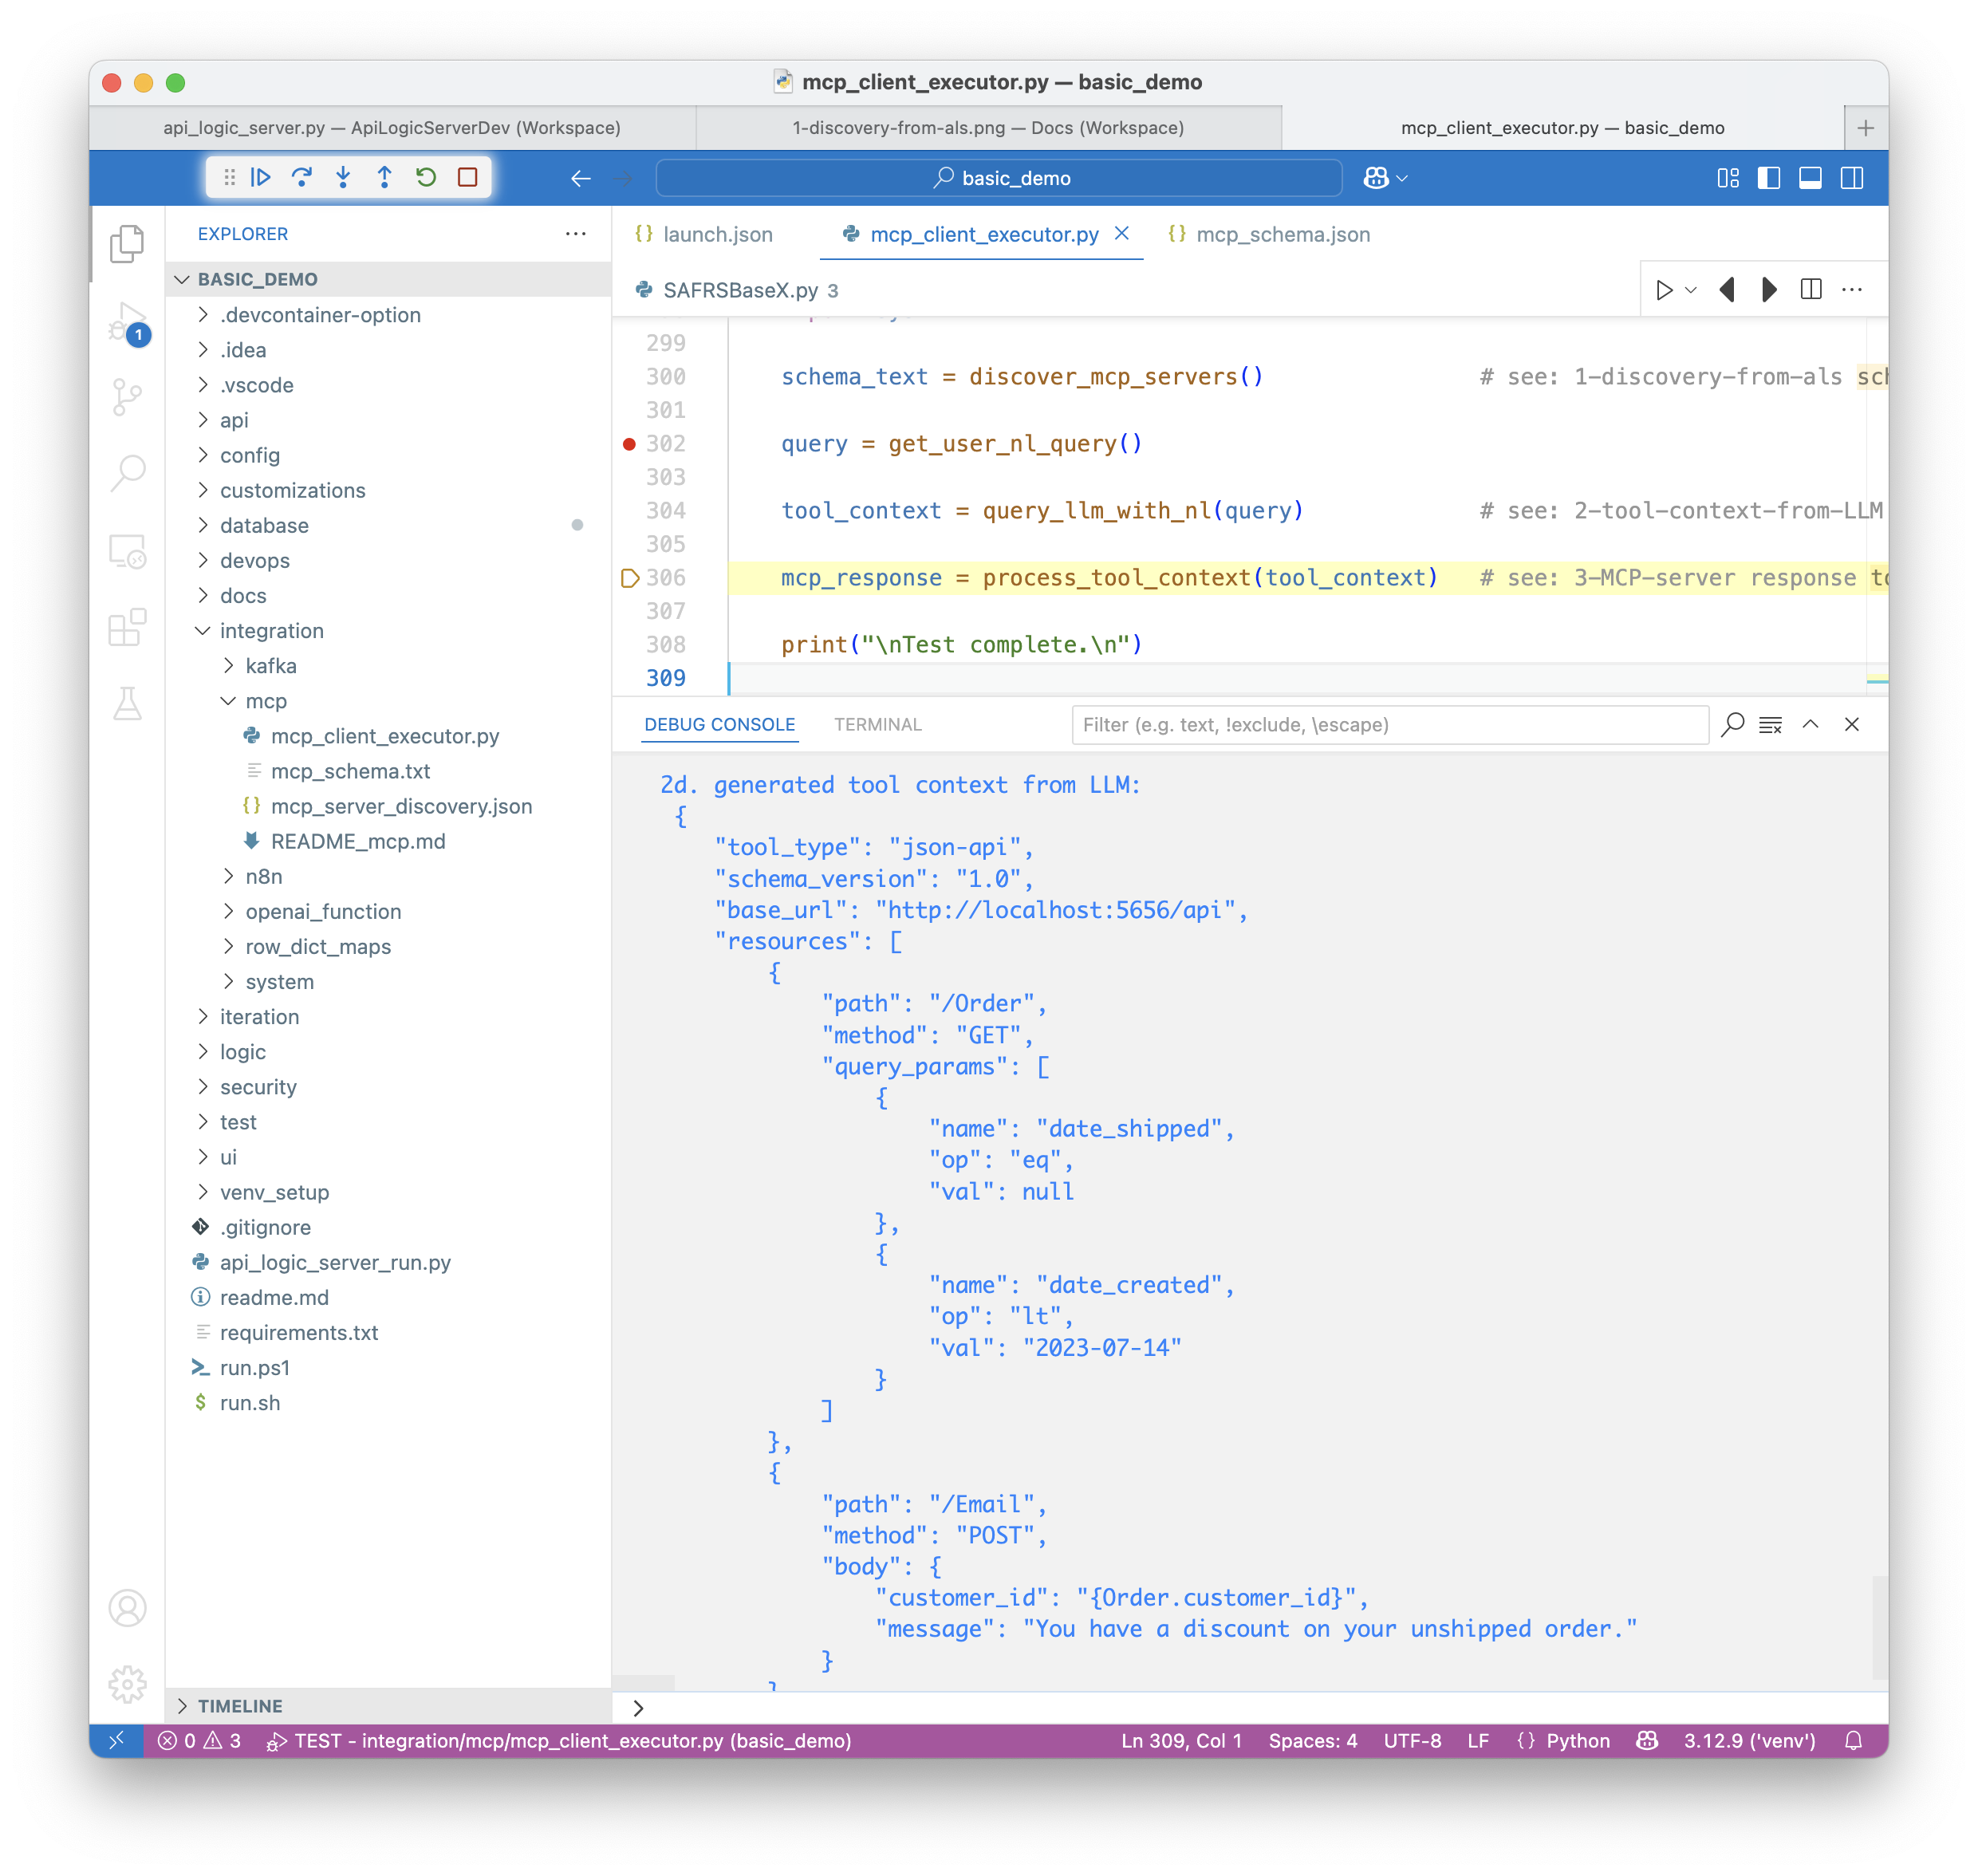 mcp_client_executor.py — basic_demo
api_logic_server.py — ApiLogicServerDev (Workspace)
1-discovery-from-als.png — Docs (Workspace)
mcp_client_executor.py — basic_demo
basic_demo
1
EXPLORER
BASIC_DEMO
.devcontainer-option
.idea
.vscode
api
config
customizations
database
devops
docs
integration
kafka
mcp
mcp_client_executor.py
mcp_schema.txt
mcp_server_discovery.json
README_mcp.md
n8n
openai_function
row_dict_maps
system
iteration
logic
security
test
ui
venv_setup
.gitignore
api_logic_server_run.py
readme.md
requirements.txt
run.ps1
run.sh
TIMELINE
launch.json
mcp_client_executor.py
mcp_schema.json
SAFRSBaseX.py 3
299
300 schema_text = discover_mcp_servers() # see: 1-discovery-from-als
301
302 query = get_user_nl_query()
303
304 tool_context = query_llm_with_nl(query) # see: 2-tool-context-from-LLM
305
306 mcp_response = process_tool_context(tool_context) # see: 3-MCP-server response
307
308 print("\nTest complete.\n")
309
DEBUG CONSOLE TERMINAL Filter (e.g. text, !exclude, \escape)
2d. generated tool context from LLM:
{
"tool_type": "json-api",
"schema_version": "1.0",
"base_url": "http://localhost:5656/api",
"resources": [
{
"path": "/Order",
"method": "GET",
"query_params": [
{
"name": "date_shipped",
"op": "eq",
"val": null
},
{
"name": "date_created",
"op": "lt",
"val": "2023-07-14"
}
]
},
{
"path": "/Email",
"method": "POST",
"body": {
"customer_id": "{Order.customer_id}",
"message": "You have a discount on your unshipped order."
}
0 3 TEST - integration/mcp/mcp_client_executor.py (basic_demo) Ln 309, Col 1 Spaces: 4 UTF-8 LF {} Python 3.12.9 ('venv')